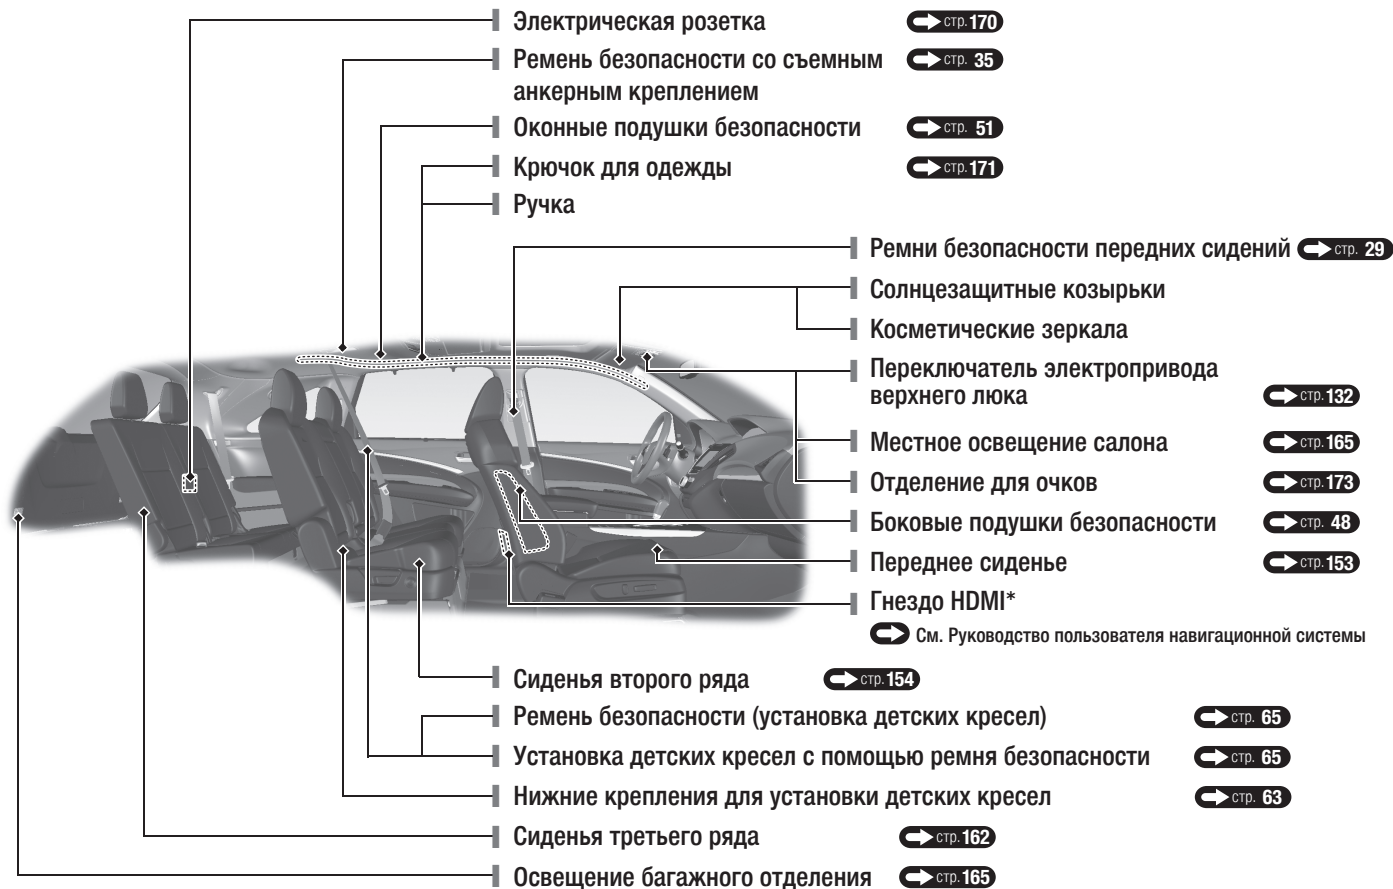 Электрическая розетка стр. 170
Ремень безопасности со съемным стр. 35
анкерным креплением
Оконные подушки безопасности стр. 51
Крючок для одежды стр. 171
Ручка
Ремни безопасности передних сидений стр. 29
Солнцезащитные козырьки
Косметические зеркала
Переключатель электропривода
верхнего люка стр. 132
Местное освещение салона стр. 165
Отделение для очков стр. 173
Боковые подушки безопасности стр. 48
Переднее сиденье стр. 153
Гнездо HDMI*
См. Руководство пользователя навигационной системы
Сиденья второго ряда стр. 154
Ремень безопасности (установка детских кресел) стр. 65
Установка детских кресел с помощью ремня безопасности стр. 65
Нижние крепления для установки детских кресел стр. 63
Сиденья третьего ряда стр. 162
Освещение багажного отделения стр. 165